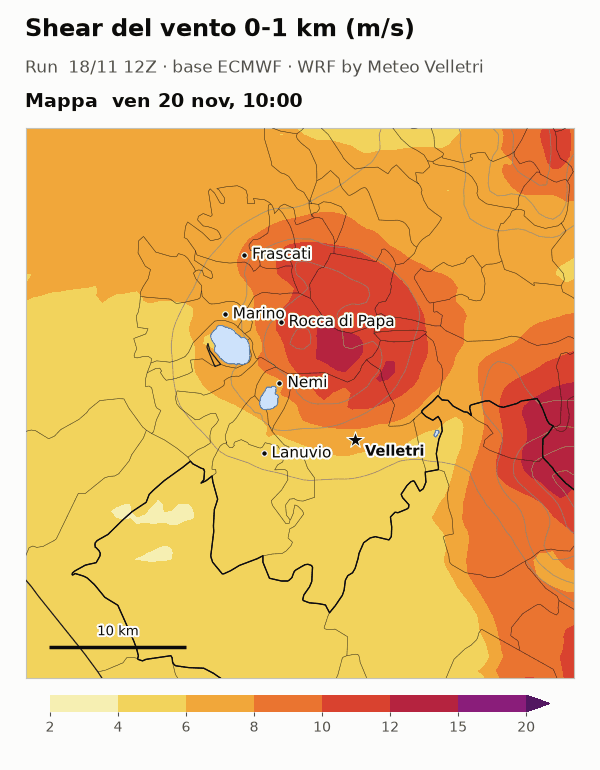 Shear del vento 0-1 km (m/s)
Run  18/11 12Z · base ECMWF · WRF by Meteo Velletri
Mappa  ven 20 nov, 10:00
Frascati
Marino
Rocca di Papa
Nemi
Velletri
Lanuvio
10 km
2 4 6 8 10 12 15 20